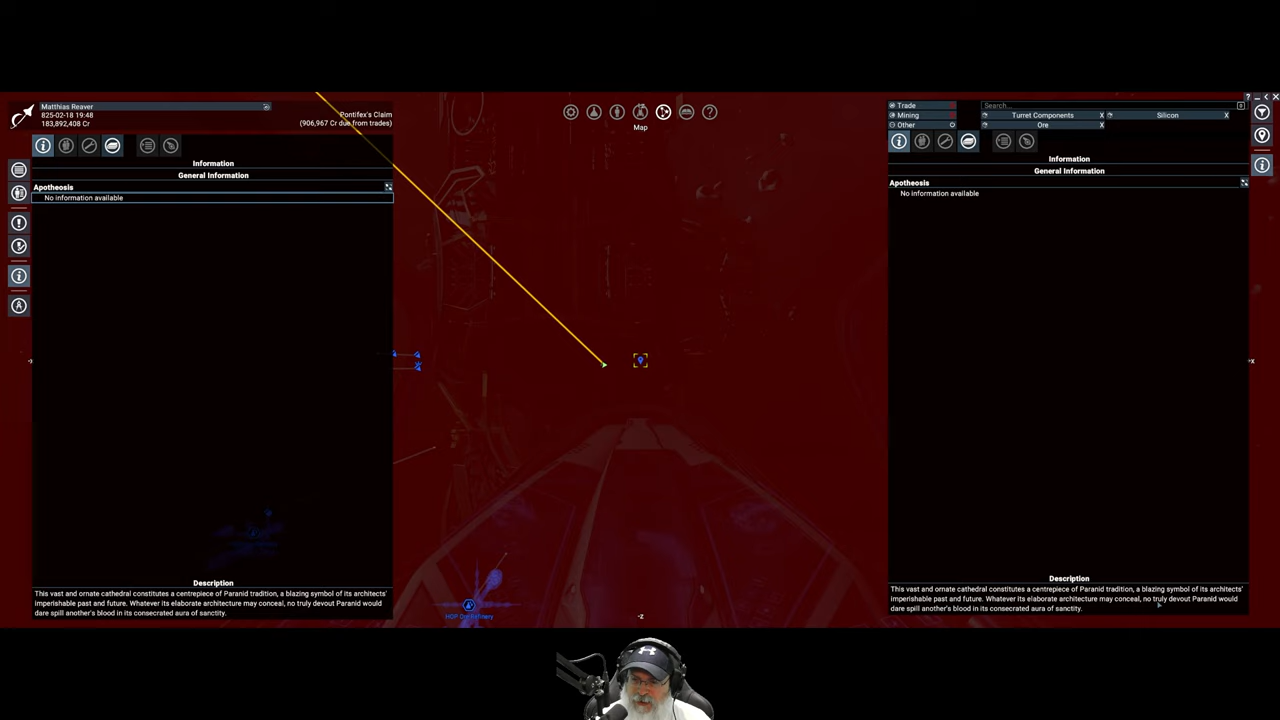 Matthias Reaver
825-02-18 19:48
183,892,408 Cr
Pontifex's Claim
(906,967 Cr due from trades)
Information
General Information
Apotheosis
No information available
Description
This vast and ornate cathedral constitutes a centrepiece of Paranid tradition, a blazing symbol of its architects'
imperishable past and future. Whatever its elaborate architecture may conceal, no truly devout Paranid would
dare spill another's blood in its consecrated aura of sanctity.
Map
-Z
HOP Ore Refinery
Trade
Mining
Other
Search...
Turret Components X
Silicon X
Ore X
Information
General Information
Apotheosis
No information available
Description
This vast and ornate cathedral constitutes a centrepiece of Paranid tradition, a blazing symbol of its architects'
imperishable past and future. Whatever its elaborate architecture may conceal, no truly devout Paranid would
dare spill another's blood in its consecrated aura of sanctity.